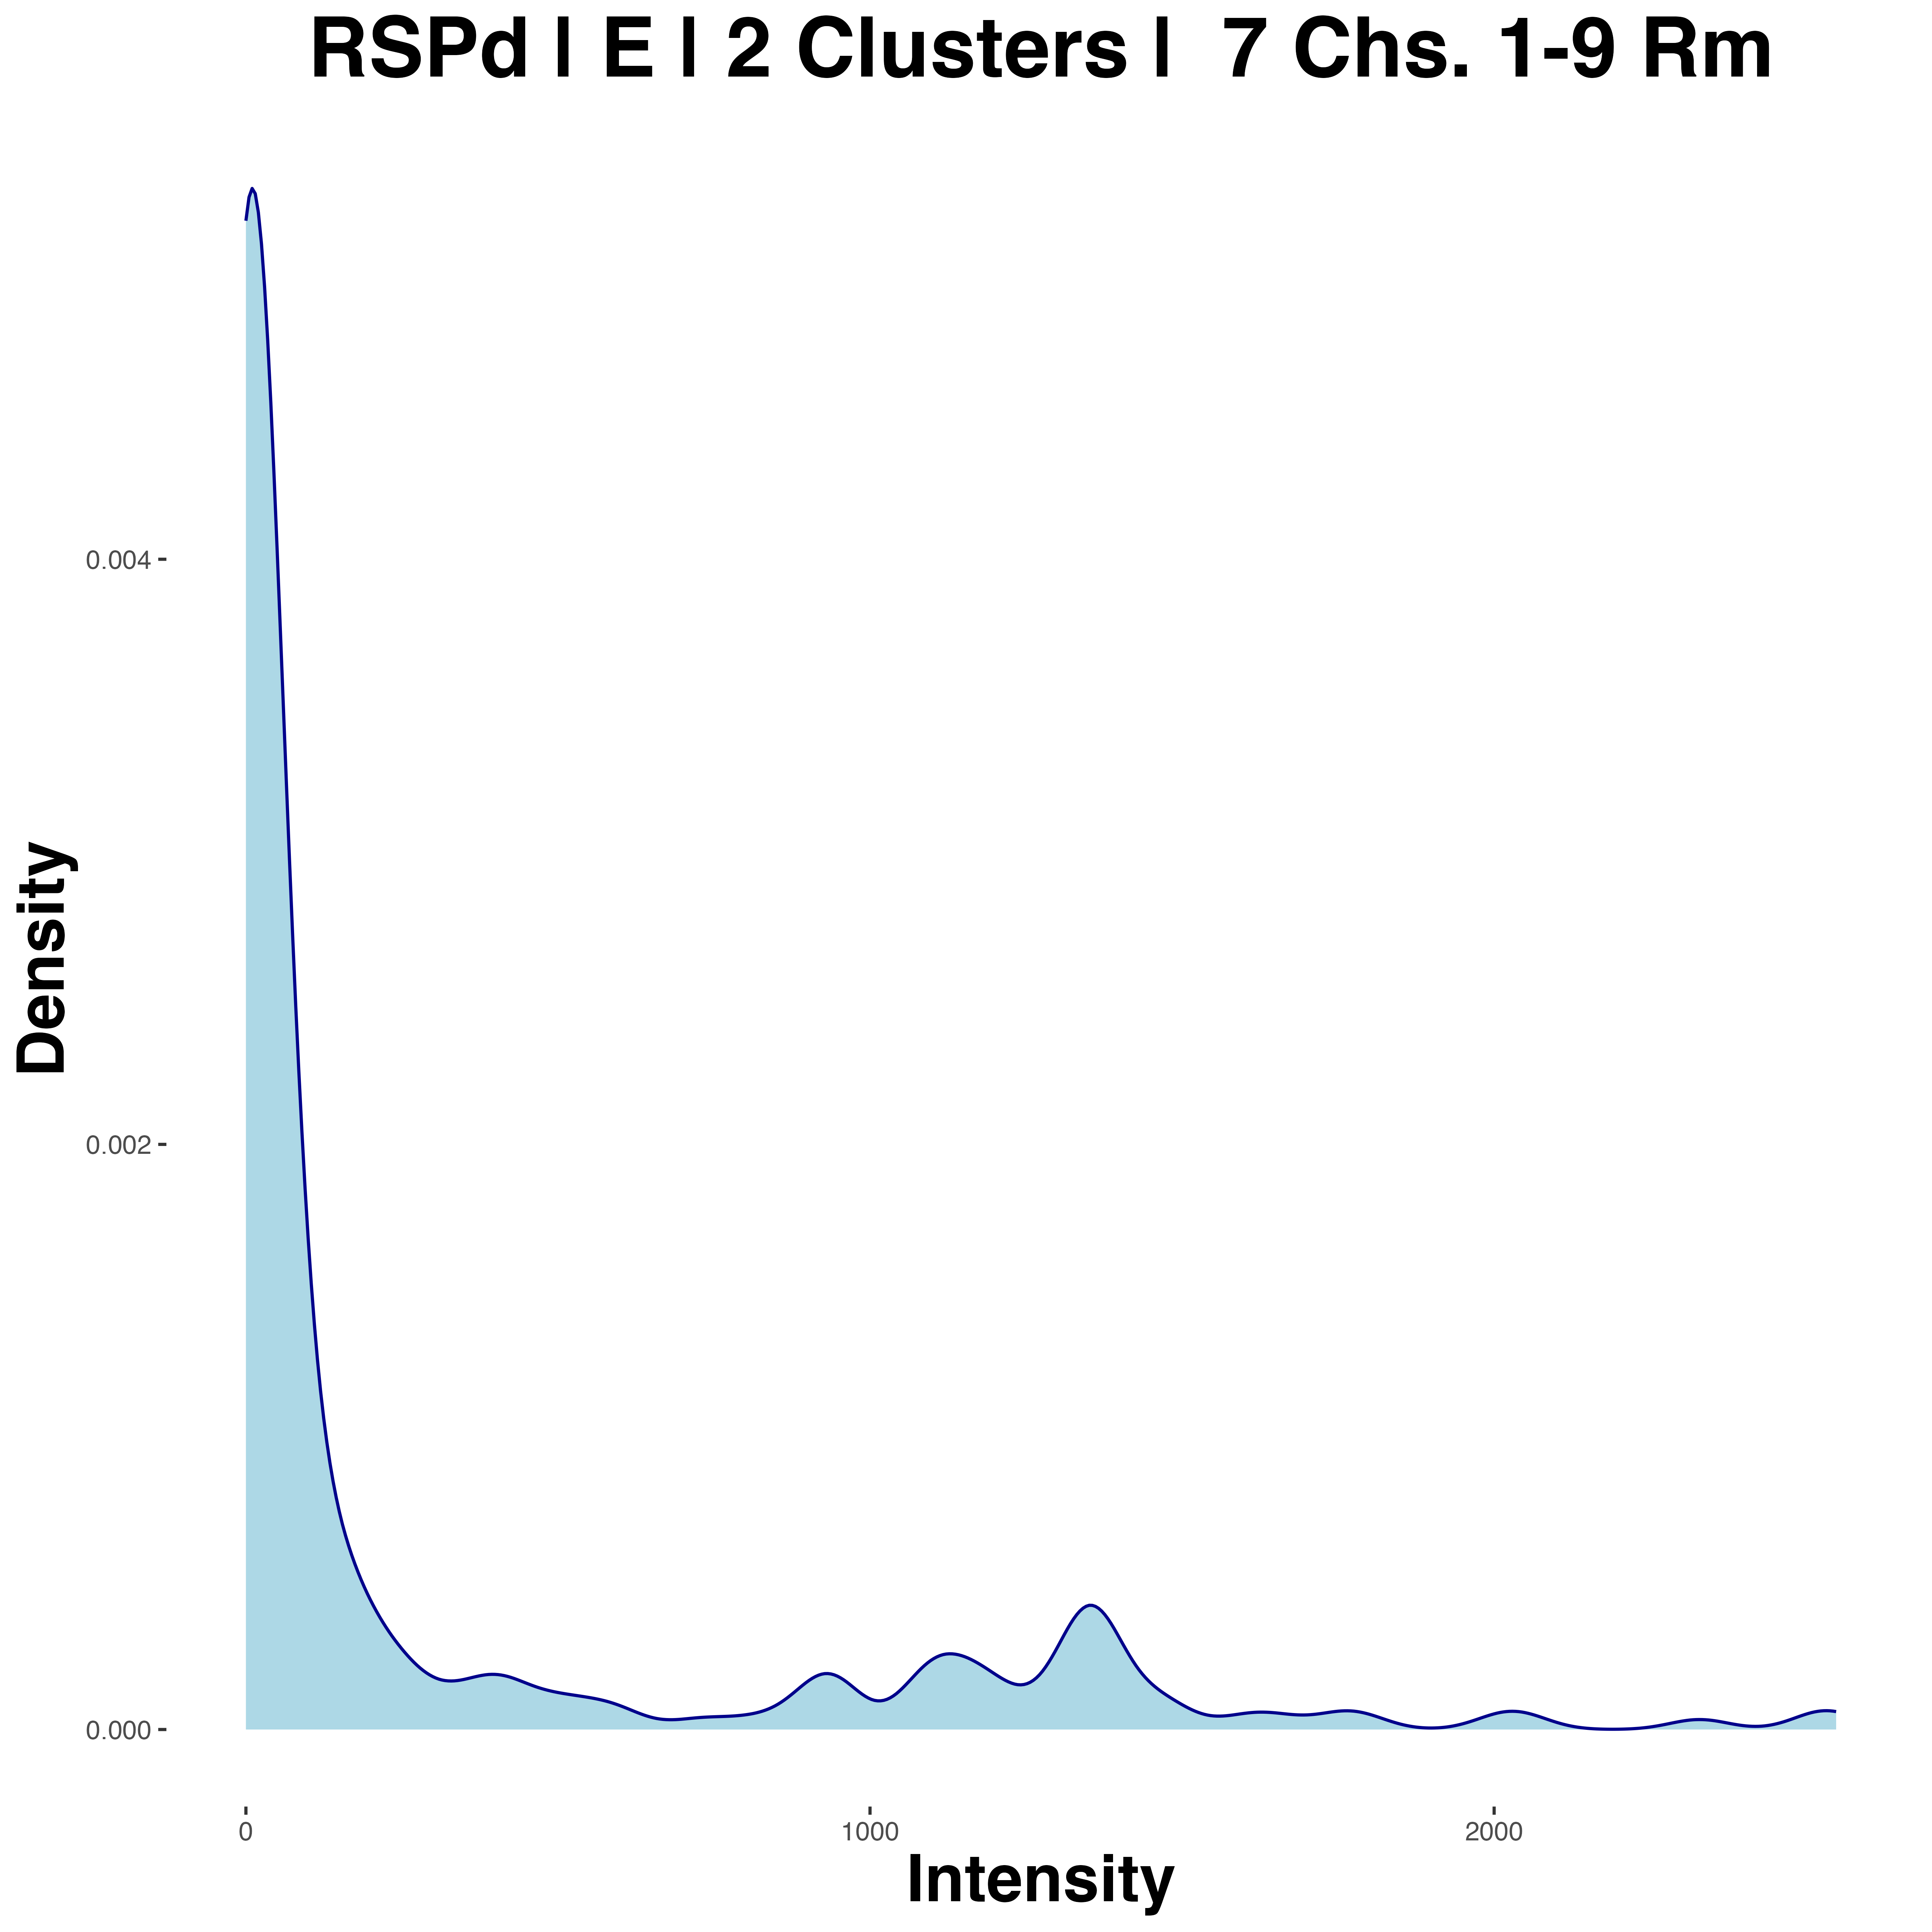 RSPd | E | 2 Clusters |  7 Chs. 1-9 Rm
Density
0.004
0.002
0.000
0
1000
2000
Intensity